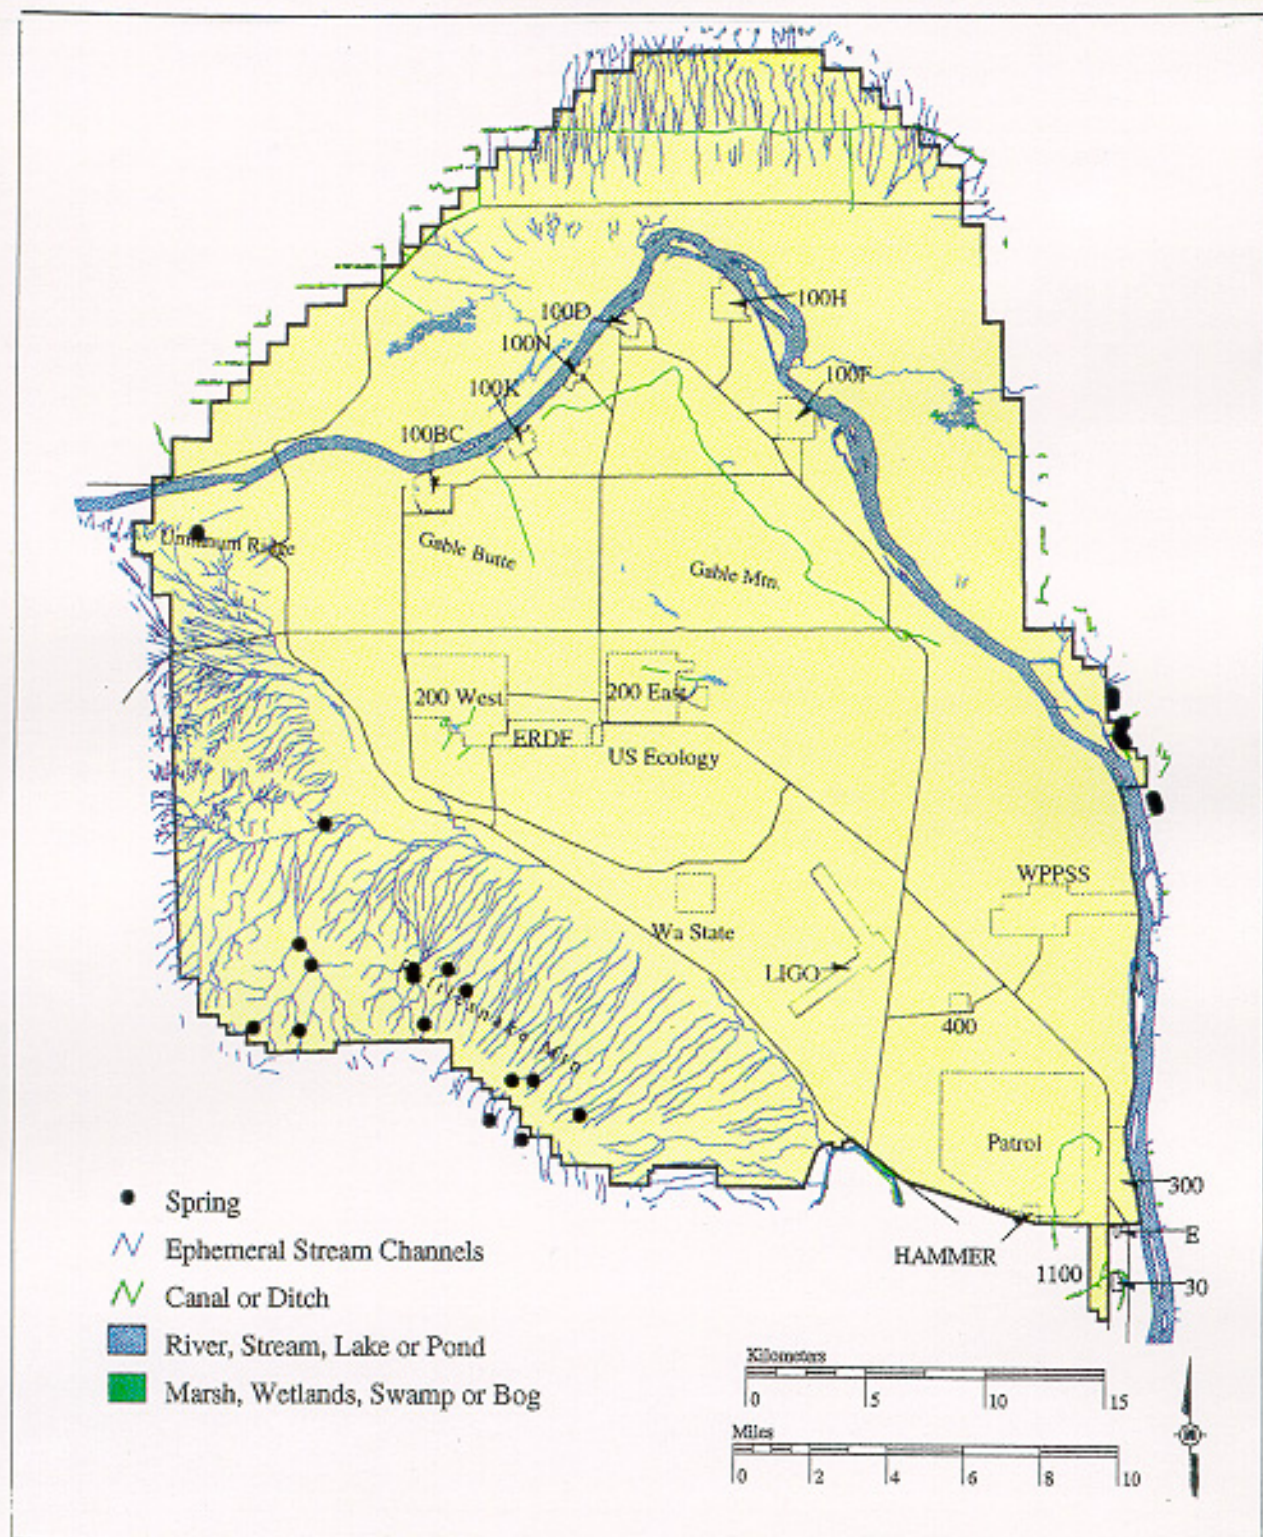 100H
100D
100N
100F
100K
100BC
Umtanum Ridge
Gable Butte
Gable Mtn.
200 West
200 East
ERDF
US Ecology
WPPSS
Wa State
LIGO
400
Patrol
300
E
HAMMER
1100
30
Spring
Ephemeral Stream Channels
Canal or Ditch
River, Stream, Lake or Pond
Marsh, Wetlands, Swamp or Bog
Kilometers
0 5 10 15
Miles
0 2 4 6 8 10